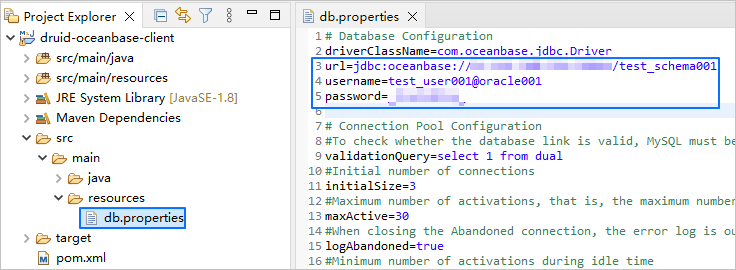 Project Explorer
druid-oceanbase-client
src/main/java
src/main/resources
JRE System Library [JavaSE-1.8]
Maven Dependencies
src
main
java
resources
db.properties
target
pom.xml
db.properties
1 # Database Configuration
2 driverClassName=com.oceanbase.jdbc.Driver
3 url=jdbc:oceanbase:// /test_schema001
4 username=test_user001@oracle001
5 password=
6
7 # Connection Pool Configuration
8 #To check whether the database link is valid, MySQL must be
9 validationQuery=select 1 from dual
10 #Initial number of connections
11 initialSize=3
12 #Maximum number of activations, that is, the maximum number
13 maxActive=30
14 #When closing the Abandoned connection, the error log is ou
15 logAbandoned=true
16 #Minimum number of activations during idle time